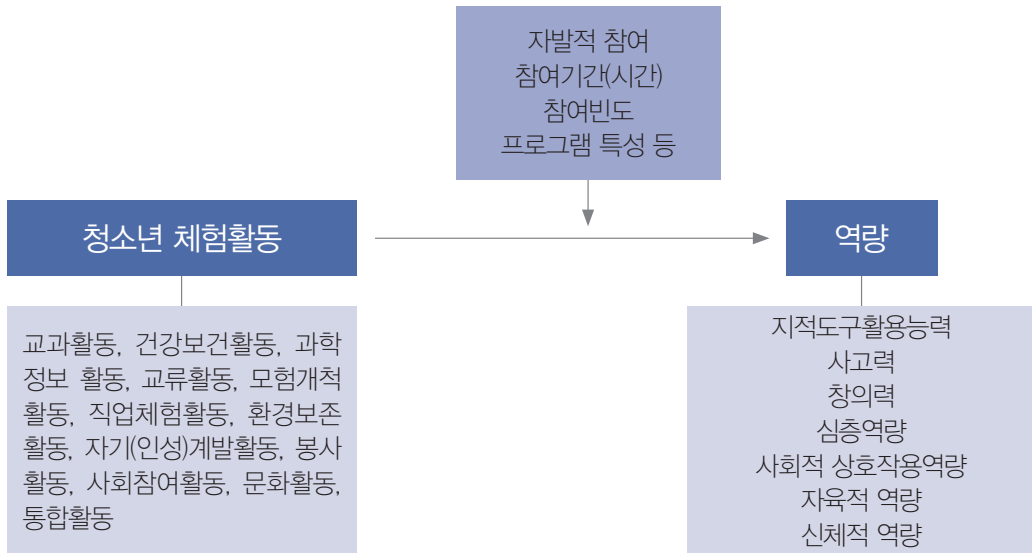 자발적 참여
참여기간(시간)
참여빈도
프로그램 특성 등
청소년 체험활동
역량
교과활동, 건강보건활동, 과학
정보 활동, 교류활동, 모험개척
활동, 직업체험활동, 환경보존
활동, 자기(인성)계발활동, 봉사
활동, 사회참여활동, 문화활동,
통합활동
지적도구활용능력
사고력
창의력
심층역량
사회적 상호작용역량
자육적 역량
신체적 역량